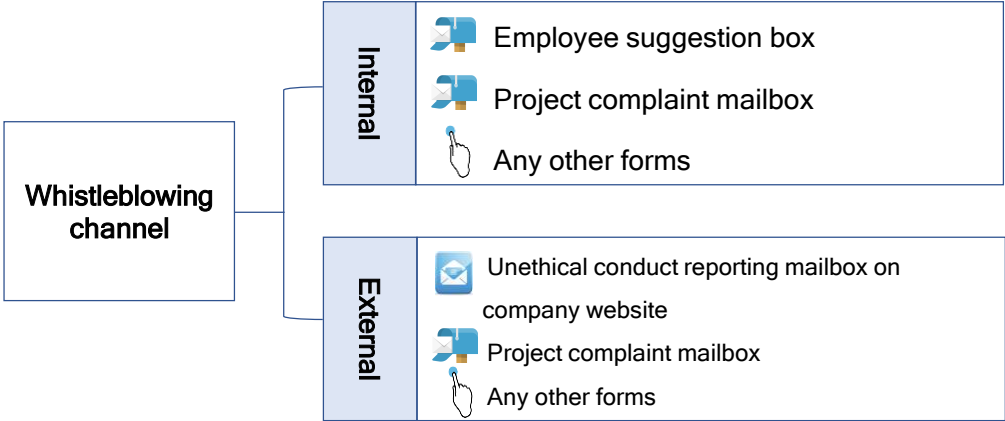 Whistleblowing
channel
Internal
Employee suggestion box
Project complaint mailbox
Any other forms
External
Unethical conduct reporting mailbox on
company website
Project complaint mailbox
Any other forms